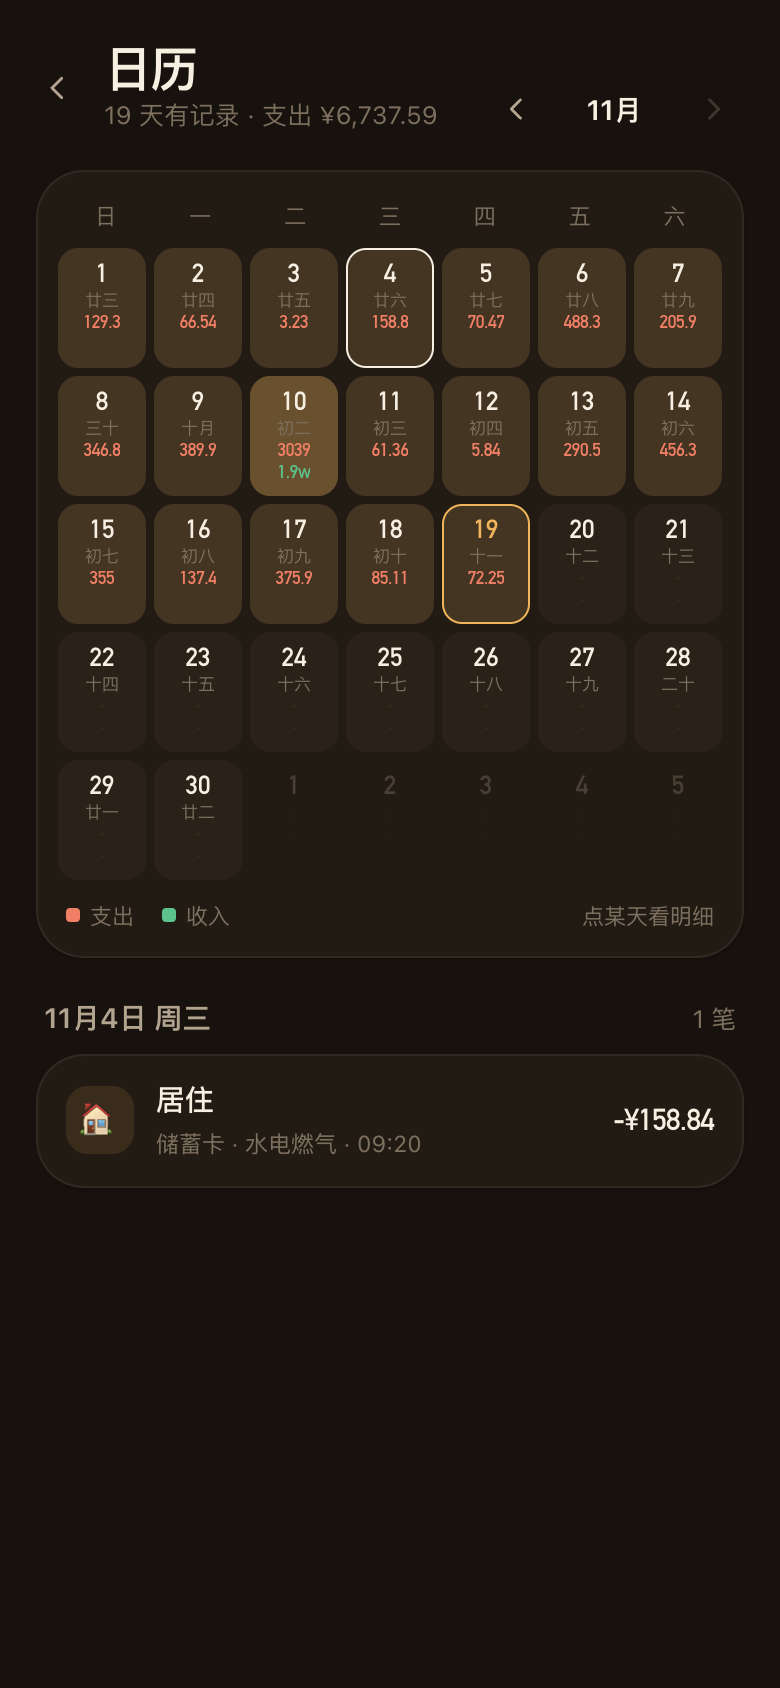 日历
19 天有记录 · 支出 ¥6,737.59
11月
日 一 二 三 四 五 六
1 2 3 4 5 6 7
廿三 廿四 廿五 廿六 廿七 廿八 廿九
129.3 66.54 3.23 158.8 70.47 488.3 205.9
8 9 10 11 12 13 14
三十 十月 初二 初三 初四 初五 初六
346.8 389.9 3039 61.36 5.84 290.5 456.3
1.9w
15 16 17 18 19 20 21
初七 初八 初九 初十 十一 十二 十三
355 137.4 375.9 85.11 72.25
22 23 24 25 26 27 28
十四 十五 十六 十七 十八 十九 二十
29 30 1 2 3 4 5
廿一 廿二
支出 收入 点某天看明细
11月4日 周三 1 笔
居住
储蓄卡 · 水电燃气 · 09:20
-¥158.84